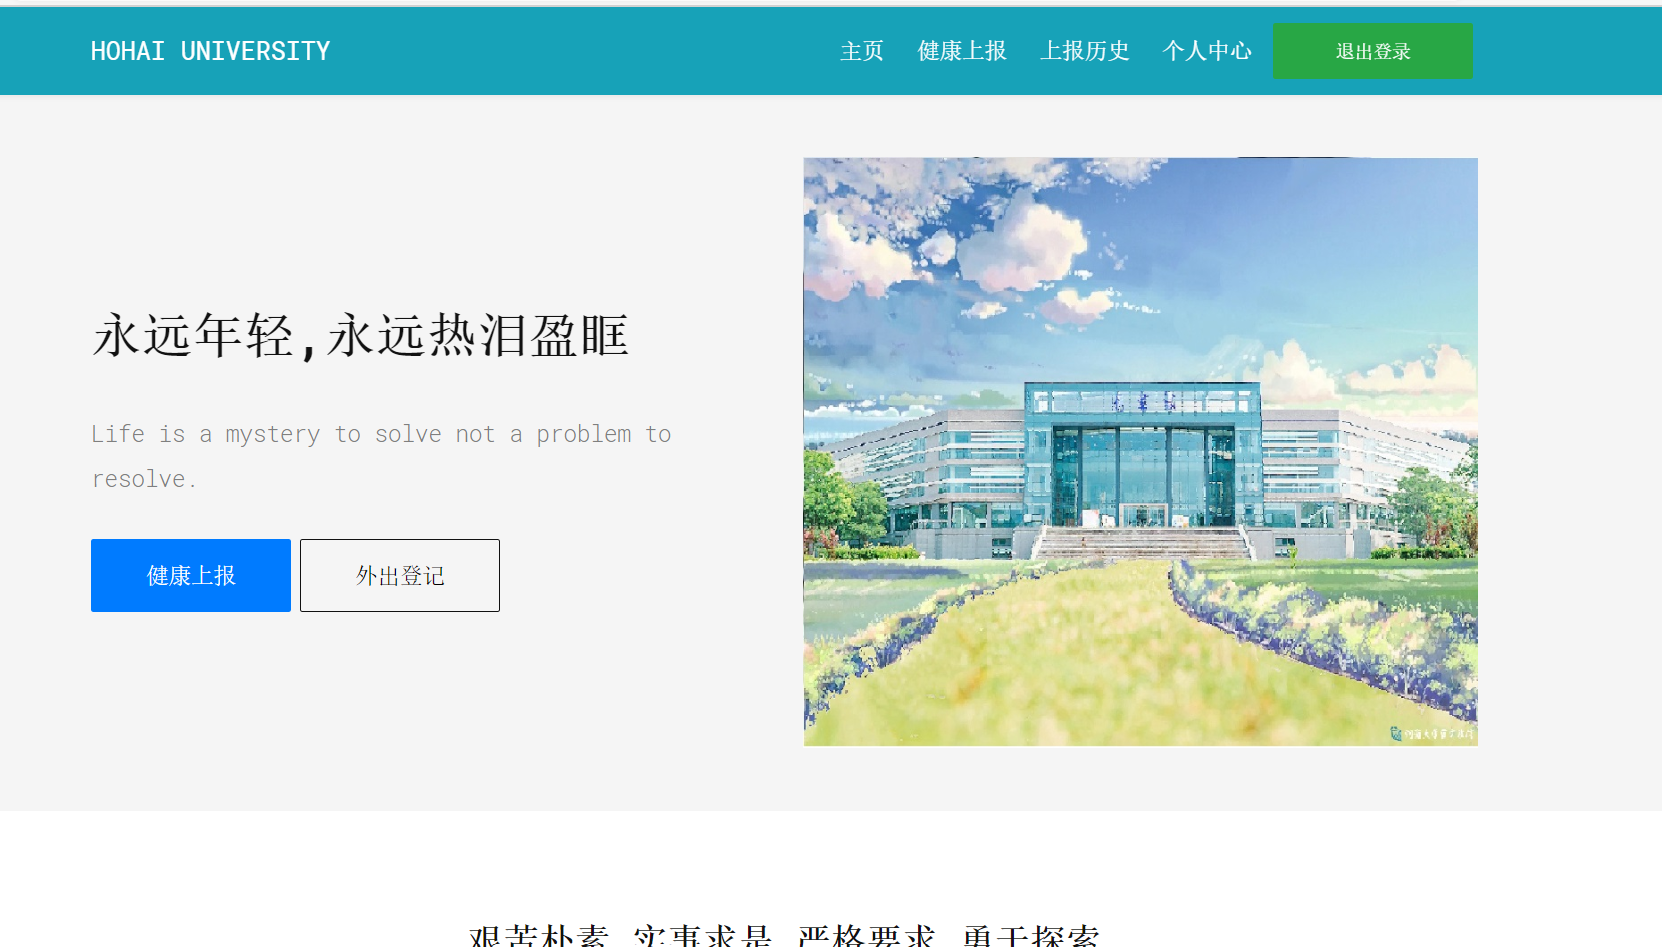 HOHAI UNIVERSITY
主页 健康上报 上报历史 个人中心 退出登录
永远年轻,永远热泪盈眶
Life is a mystery to solve not a problem to
resolve.
健康上报 外出登记
艰苦朴素 实事求是 严格要求 勇于探索